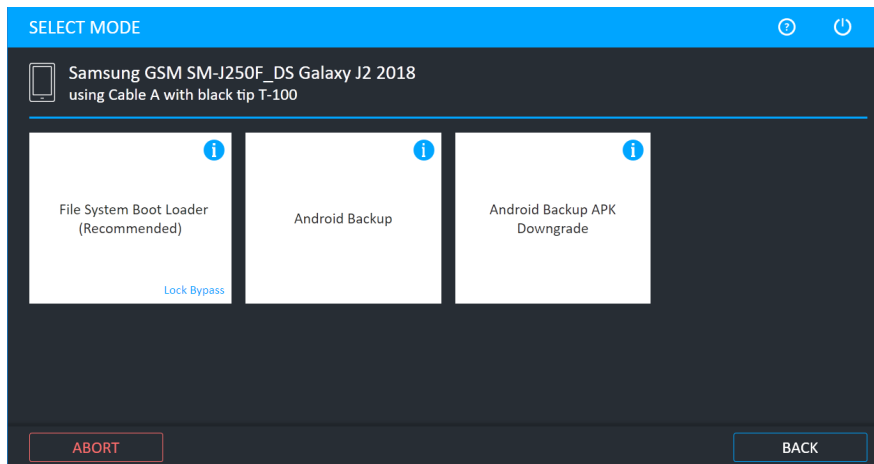 SELECT MODE
Samsung GSM SM-J250F_DS Galaxy J2 2018
using Cable A with black tip T-100
File System Boot Loader
(Recommended)
Lock Bypass
Android Backup
Android Backup APK
Downgrade
ABORT
BACK